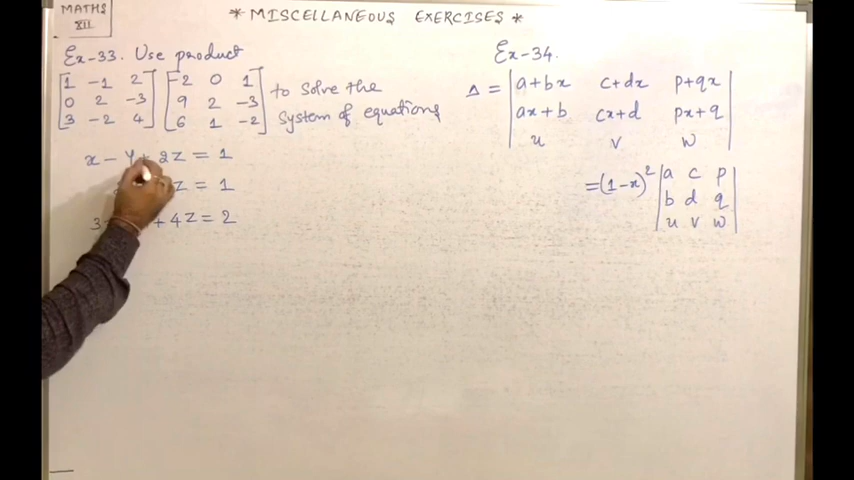 MATHS
XII
* MISCELLANEOUS EXERCISES *
Ex-33. Use product
[1 -1 2] [-2 0 1]
[0 2 -3] [9 2 -3]
[3 -2 4] [6 1 -2]
to solve the
system of equations
x - y + 2z = 1
z = 1
+ 4z = 2
Ex-34.
Δ = | a+bx c+dx p+qx |
| ax+b cx+d px+q |
| u v w |
= (1-x)² | a c p |
| b d q |
| u v w |